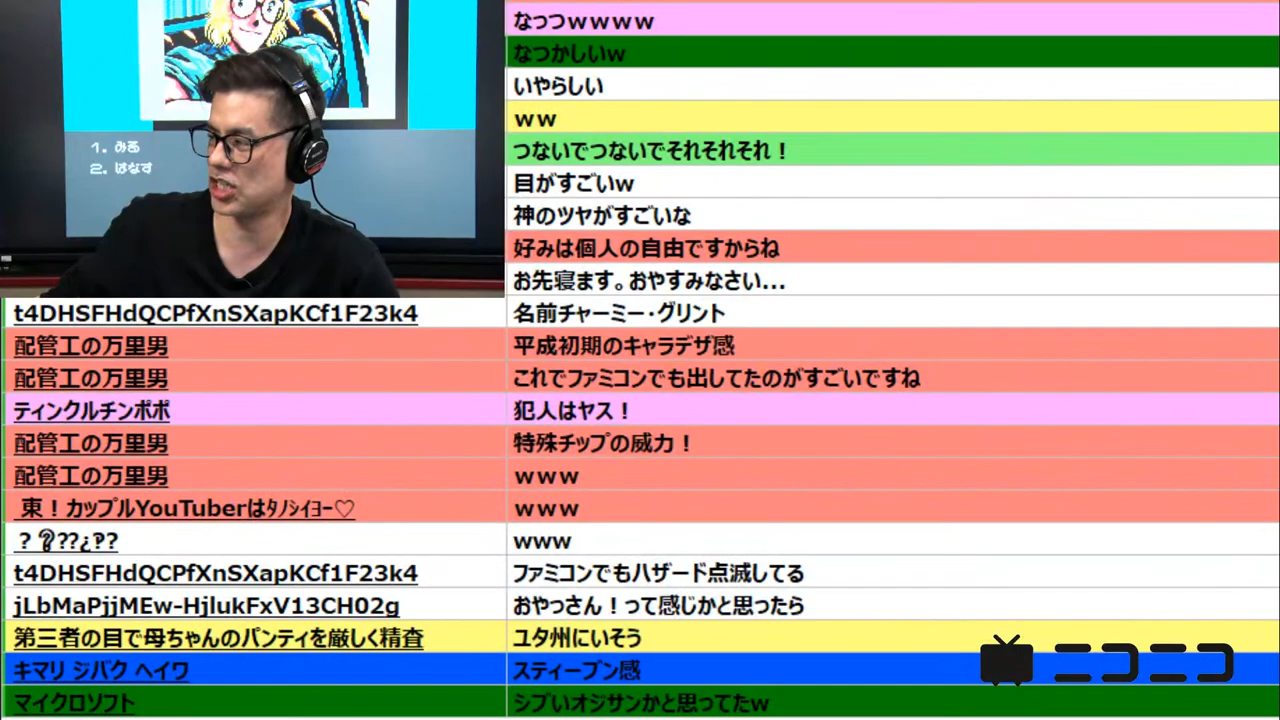 1. みる
2. はなす
なっつｗｗｗｗ
なつかしいｗ
いやらしい
ｗｗ
つないでつないでそれそれそれ！
目がすごいｗ
神のツヤがすごいな
好みは個人の自由ですからね
お先寝ます。おやすみなさい...
t4DHSFHdQCPfXnSXapKCf1F23k4 名前チャーミー・グリント
配管工の万里男 平成初期のキャラデザ感
配管工の万里男 これでファミコンでも出してたのがすごいですね
ティンクルチンポポ 犯人はヤス！
配管工の万里男 特殊チップの威力！
配管工の万里男 ｗｗｗ
東！カップルYouTuberはﾀﾉｼｲﾖｰ♡ ｗｗｗ
www
t4DHSFHdQCPfXnSXapKCf1F23k4 ファミコンでもハザード点滅してる
jLbMaPjjMEw-HjlukFxV13CH02g おやっさん！って感じかと思ったら
第三者の目で母ちゃんのパンティを厳しく精査 ユタ州にいそう
キマリ ジバク ヘイワ スティーブン感
マイクロソフト シブいオジサンかと思ってたｗ
ニコニコ